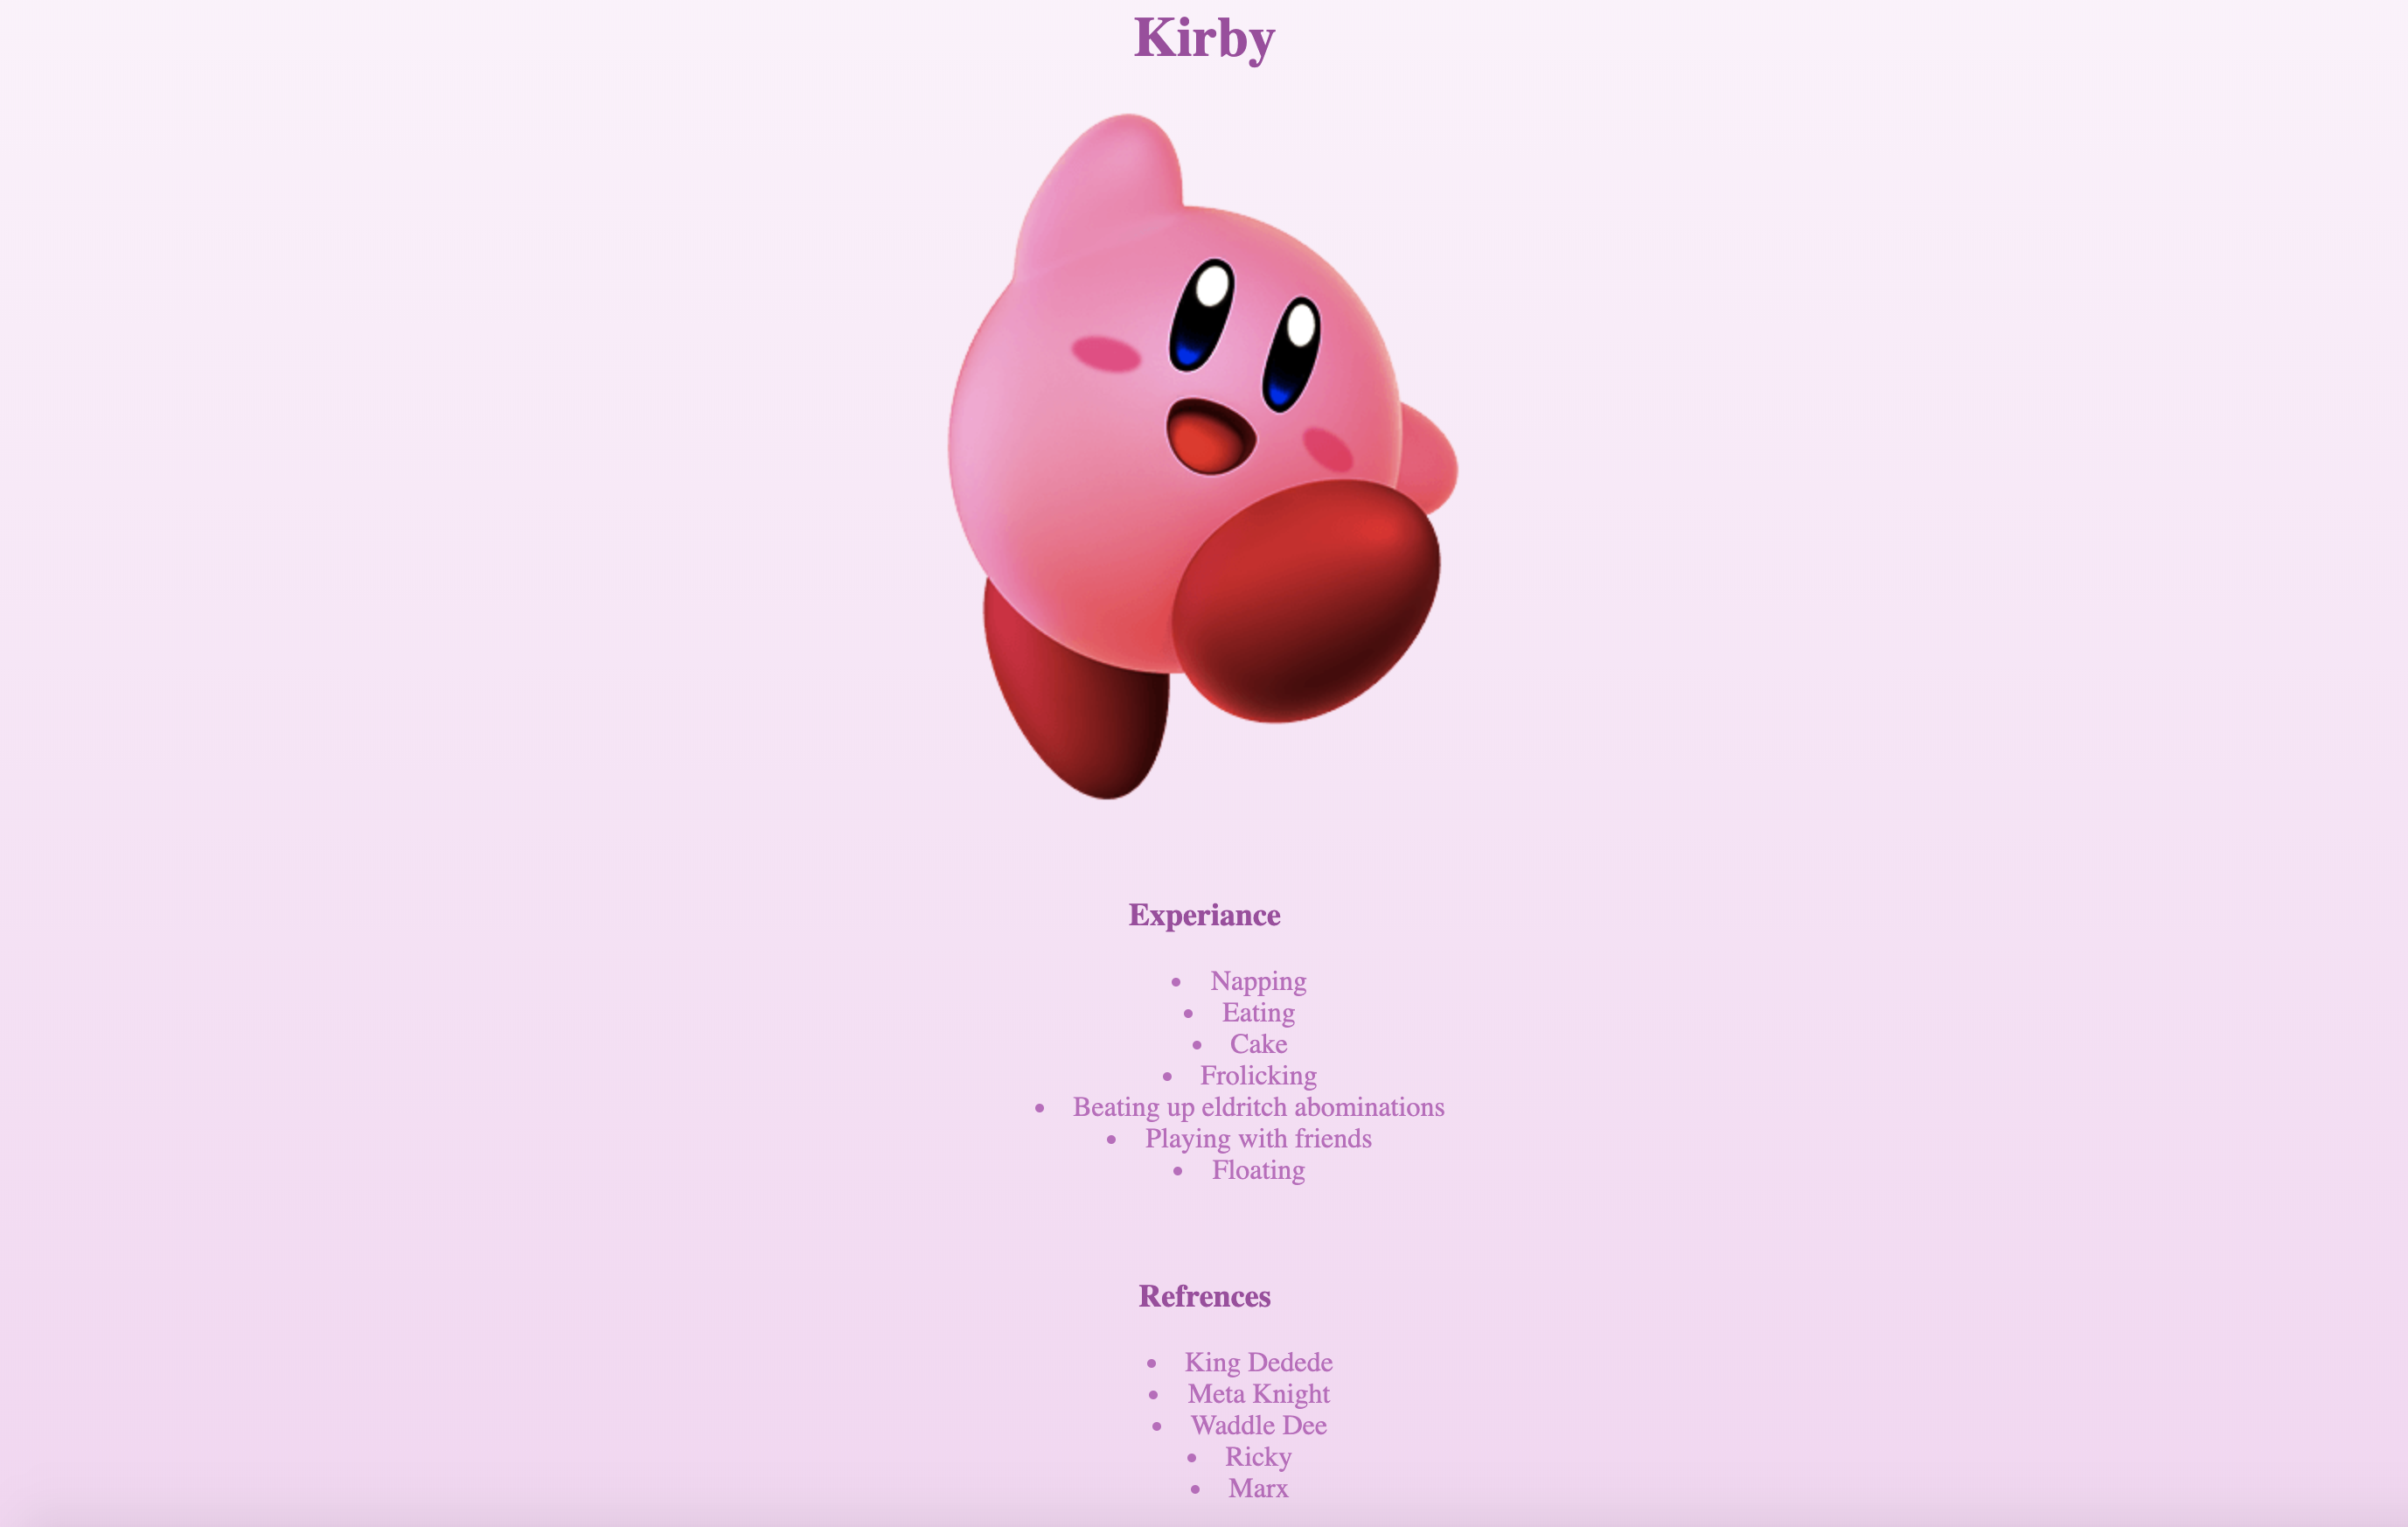 Kirby
Experiance
Napping
Eating
Cake
Frolicking
Beating up eldritch abominations
Playing with friends
Floating
Refrences
King Dedede
Meta Knight
Waddle Dee
Ricky
Marx